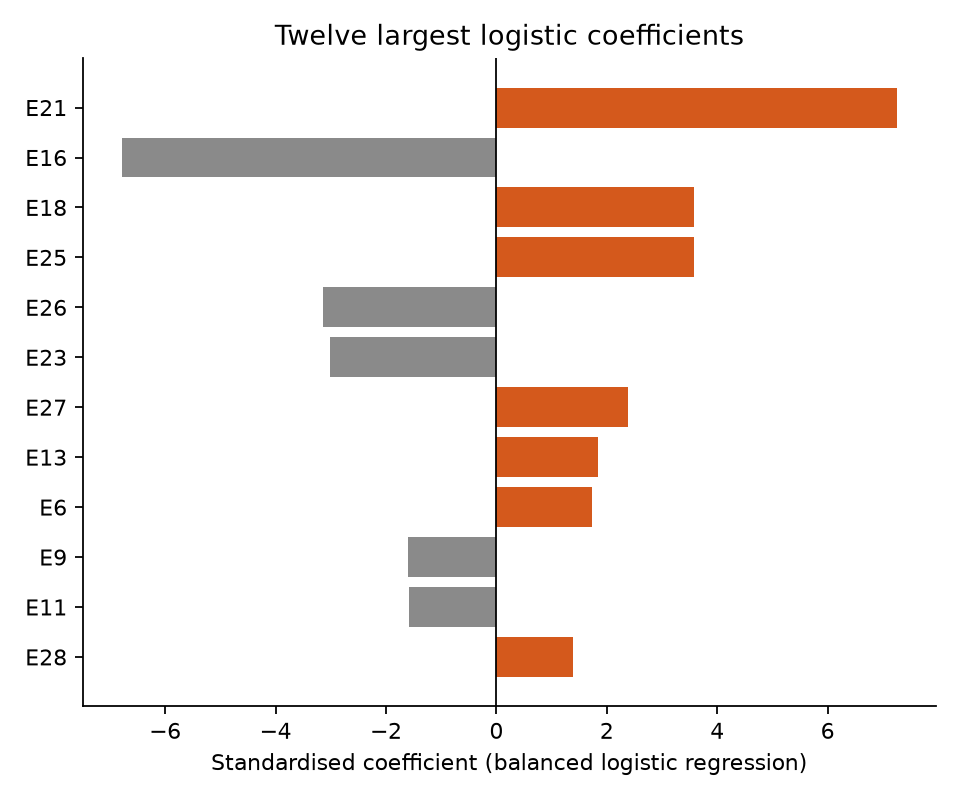 Twelve largest logistic coefficients
E21
E16
E18
E25
E26
E23
E27
E13
E6
E9
E11
E28
−6 −4 −2 0 2 4 6
Standardised coefficient (balanced logistic regression)